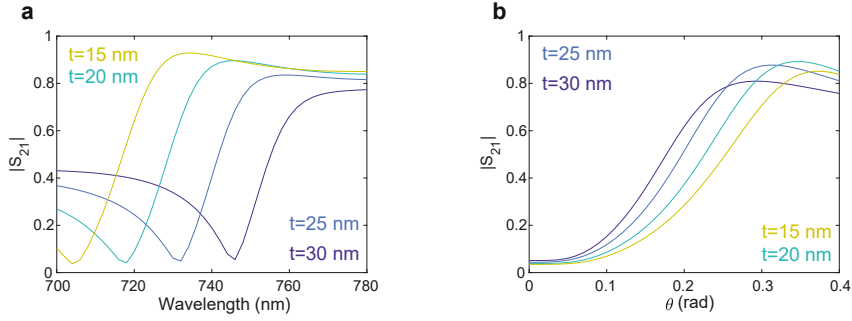 a
t=15 nm
t=20 nm
t=25 nm
t=30 nm
|S21|
1
0.8
0.6
0.4
0.2
0
700
720
740
760
780
Wavelength (nm)
b
t=25 nm
t=30 nm
t=15 nm
t=20 nm
|S21|
1
0.8
0.6
0.4
0.2
0
0
0.1
0.2
0.3
0.4
θ (rad)